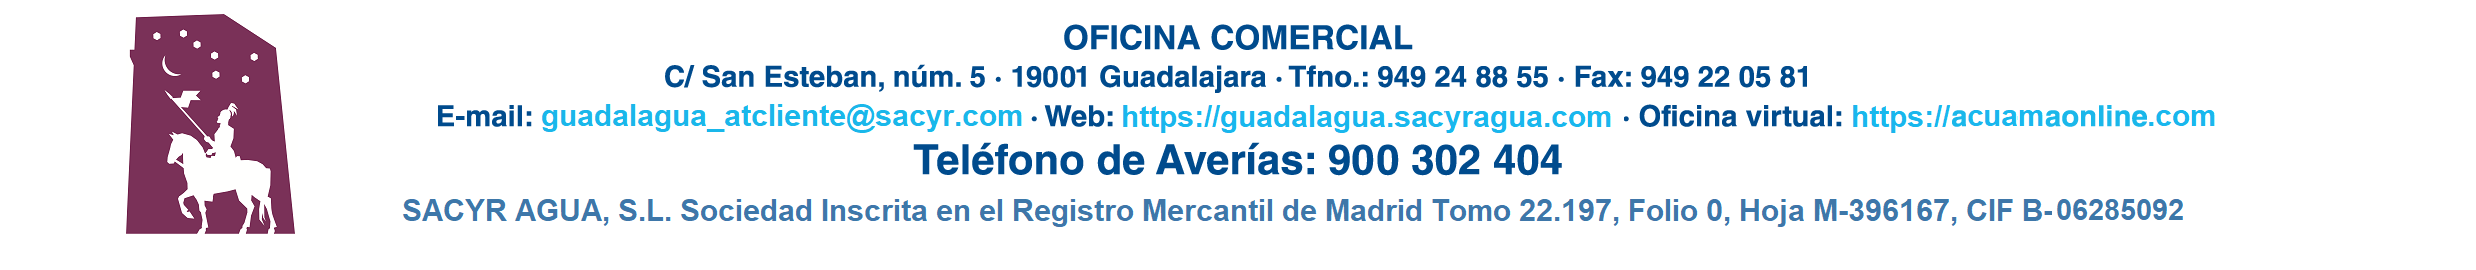 OFICINA COMERCIAL
C/ San Esteban, núm. 5 · 19001 Guadalajara · Tfno.: 949 24 88 55 · Fax: 949 22 05 81
E-mail: guadalagua_atcliente@sacyr.com · Web: https://guadalagua.sacyragua.com · Oficina virtual: https://acuamaonline.com
Teléfono de Averías: 900 302 404
SACYR AGUA, S.L. Sociedad Inscrita en el Registro Mercantil de Madrid Tomo 22.197, Folio 0, Hoja M-396167, CIF B-06285092